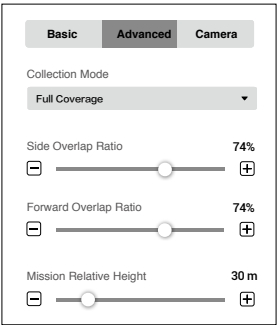 Basic Advanced Camera
Collection Mode
Full Coverage
Side Overlap Ratio 74%
Forward Overlap Ratio 74%
Mission Relative Height 30 m